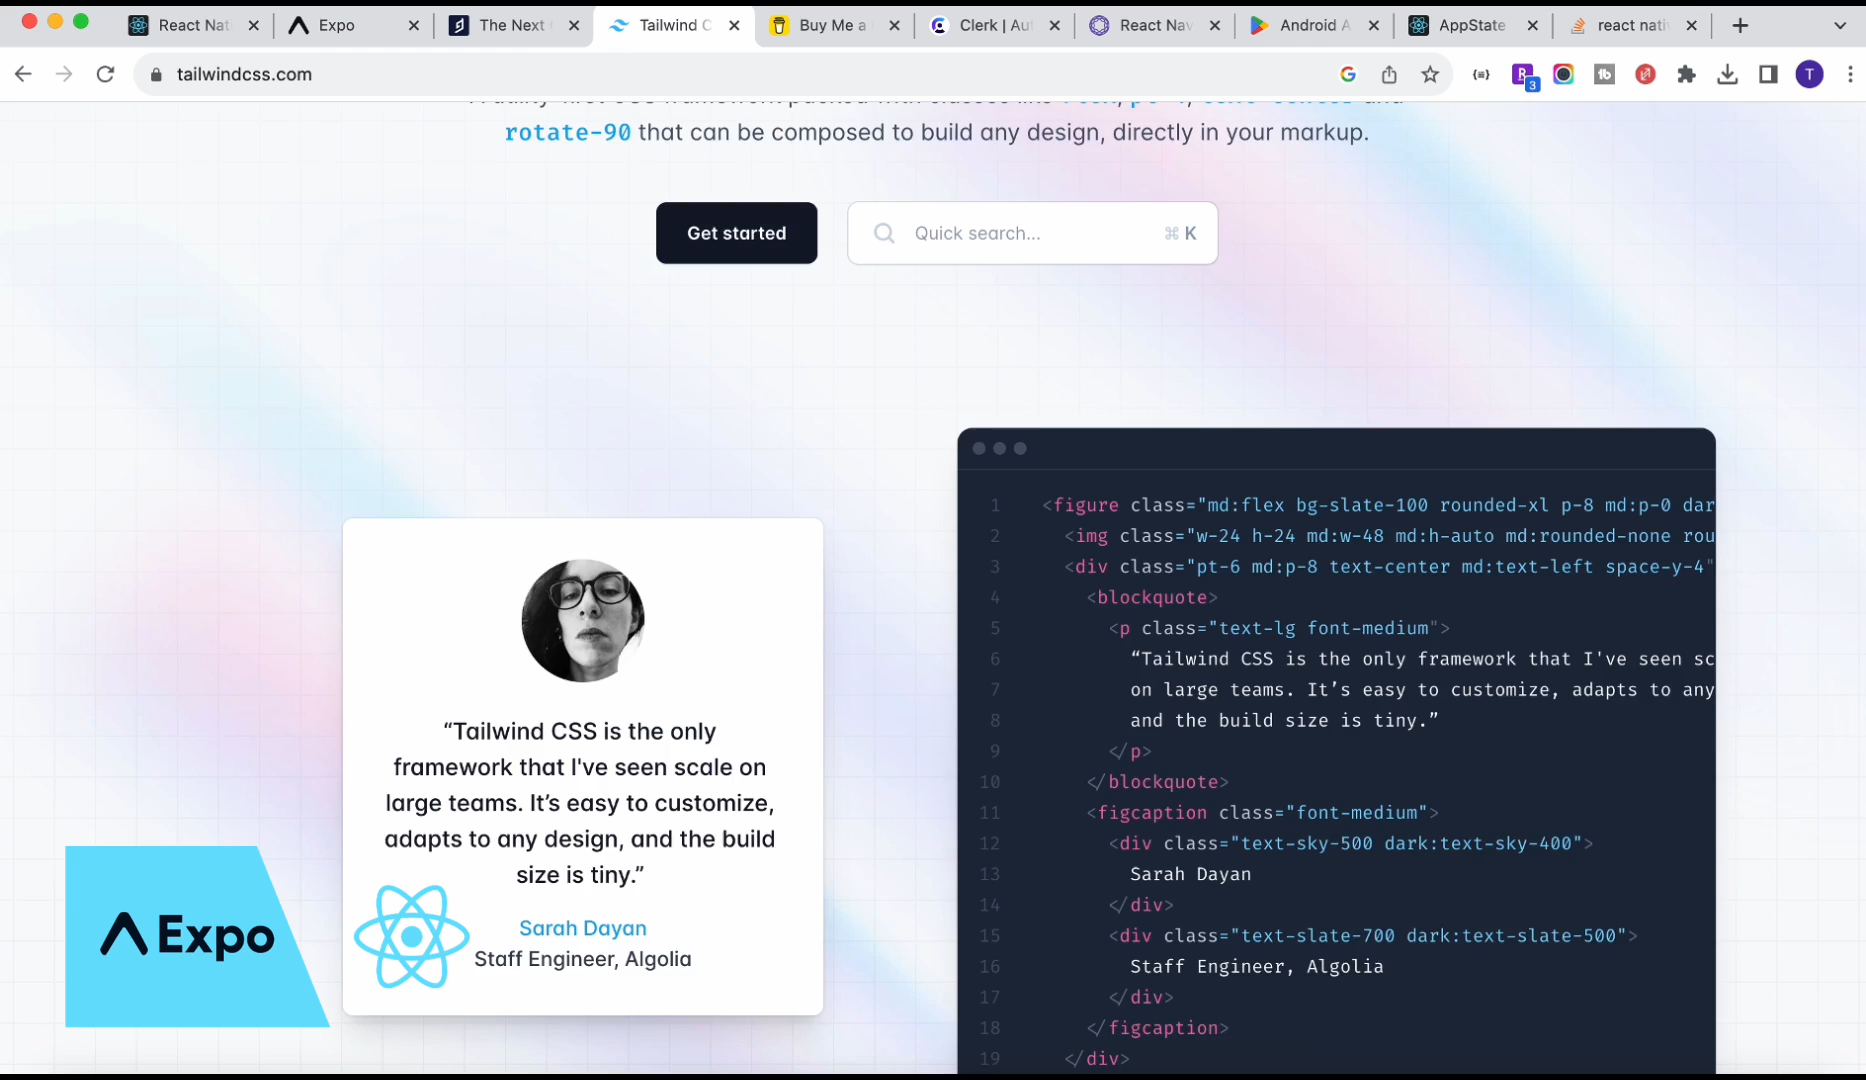 React Nati
Expo
The Next
Tailwind C
Buy Me a
Clerk | Aut
React Nav
Android A
AppState
react nativ
tailwindcss.com
3
T
rotate-90 that can be composed to build any design, directly in your markup.
Get started
Quick search...
⌘ K
“Tailwind CSS is the only
framework that I've seen scale on
large teams. It’s easy to customize,
adapts to any design, and the build
size is tiny.”
Sarah Dayan
Staff Engineer, Algolia
Expo
1 <figure class="md:flex bg-slate-100 rounded-xl p-8 md:p-0 dar
2 <img class="w-24 h-24 md:w-48 md:h-auto md:rounded-none rou
3 <div class="pt-6 md:p-8 text-center md:text-left space-y-4"
4 <blockquote>
5 <p class="text-lg font-medium">
6 “Tailwind CSS is the only framework that I've seen sc
7 on large teams. It’s easy to customize, adapts to any
8 and the build size is tiny.”
9 </p>
10 </blockquote>
11 <figcaption class="font-medium">
12 <div class="text-sky-500 dark:text-sky-400">
13 Sarah Dayan
14 </div>
15 <div class="text-slate-700 dark:text-slate-500">
16 Staff Engineer, Algolia
17 </div>
18 </figcaption>
19 </div>